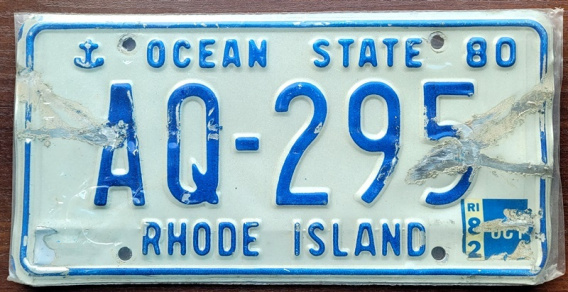 OCEAN STATE 80
AQ-295
RHODE ISLAND
RI
82